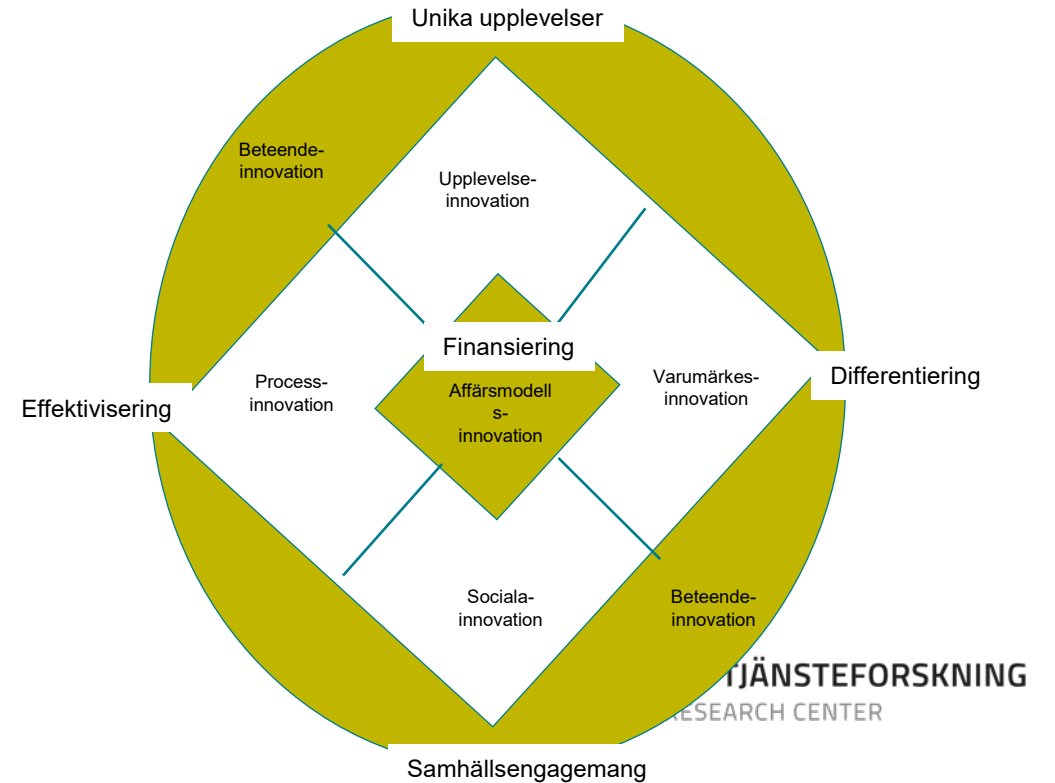 Unika upplevelser
Beteende-
innovation
Upplevelse-
innovation
Finansiering
Differentiering
Effektivisering
Process-
innovation
Affärsmodell
s-
innovation
Varumärkes-
innovation
Sociala-
innovation
Beteende-
innovation
TJÄNSTEFORSKNING
RESEARCH CENTER
Samhällsengagemang